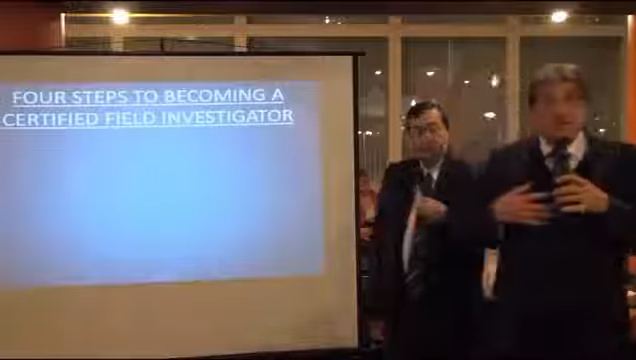 FOUR STEPS TO BECOMING A
CERTIFIED FIELD INVESTIGATOR